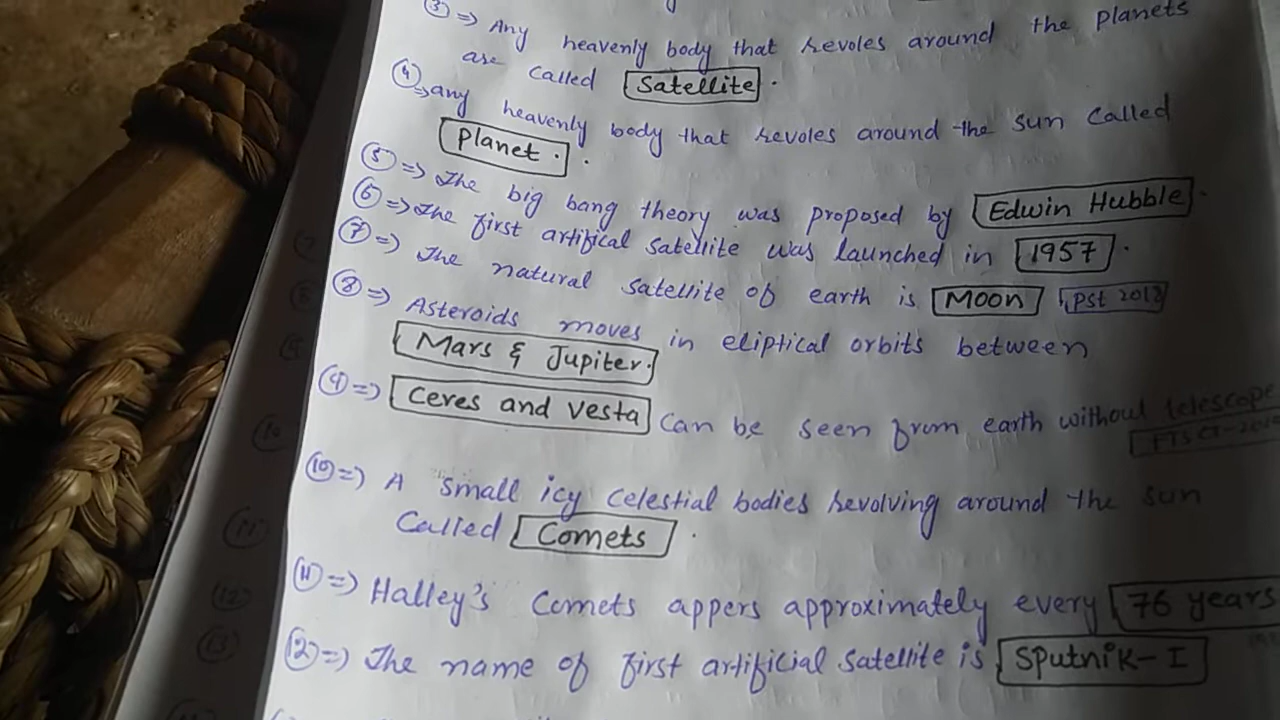 ③ => Any heavenly body that revoles around the planets
are called Satellite.
④ => any heavenly body that revoles around the sun called
Planet. .
⑤ => The big bang theory was proposed by Edwin Hubble.
⑥ => The first artifical satellite was launched in 1957.
⑦ => The natural satellite of earth is Moon PST 2018
⑧ => Asteroids moves in eliptical orbits between
Mars & Jupiter.
⑨ => Ceres and Vesta can be seen from earth without telescope
⑩ => A small icy celestial bodies revolving around the sun
Called Comets.
⑪ => Halley's Comets appers approximately every 76 years
⑫ => The name of first artificial satellite is Sputnik-I